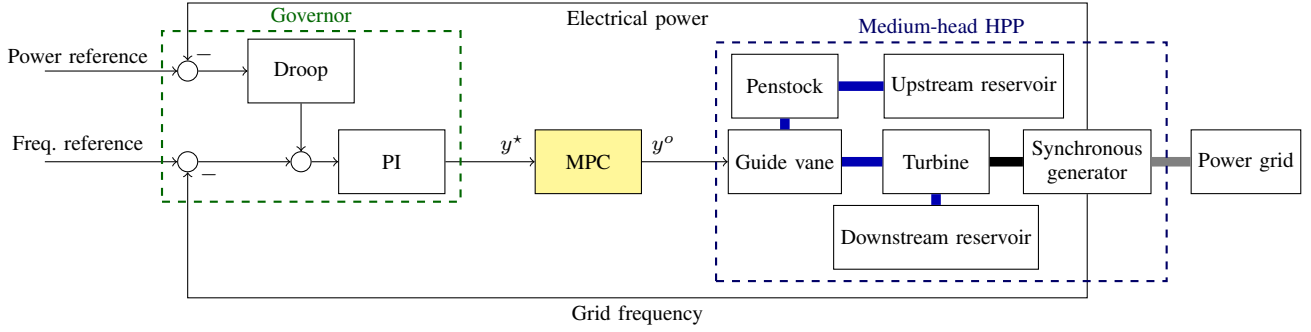 Governor
Electrical power
Medium-head HPP
Power reference
−
Droop
Penstock
Upstream reservoir
Freq. reference
−
PI
y⋆
MPC
yᵒ
Guide vane
Turbine
Synchronous
generator
Power grid
Downstream reservoir
Grid frequency